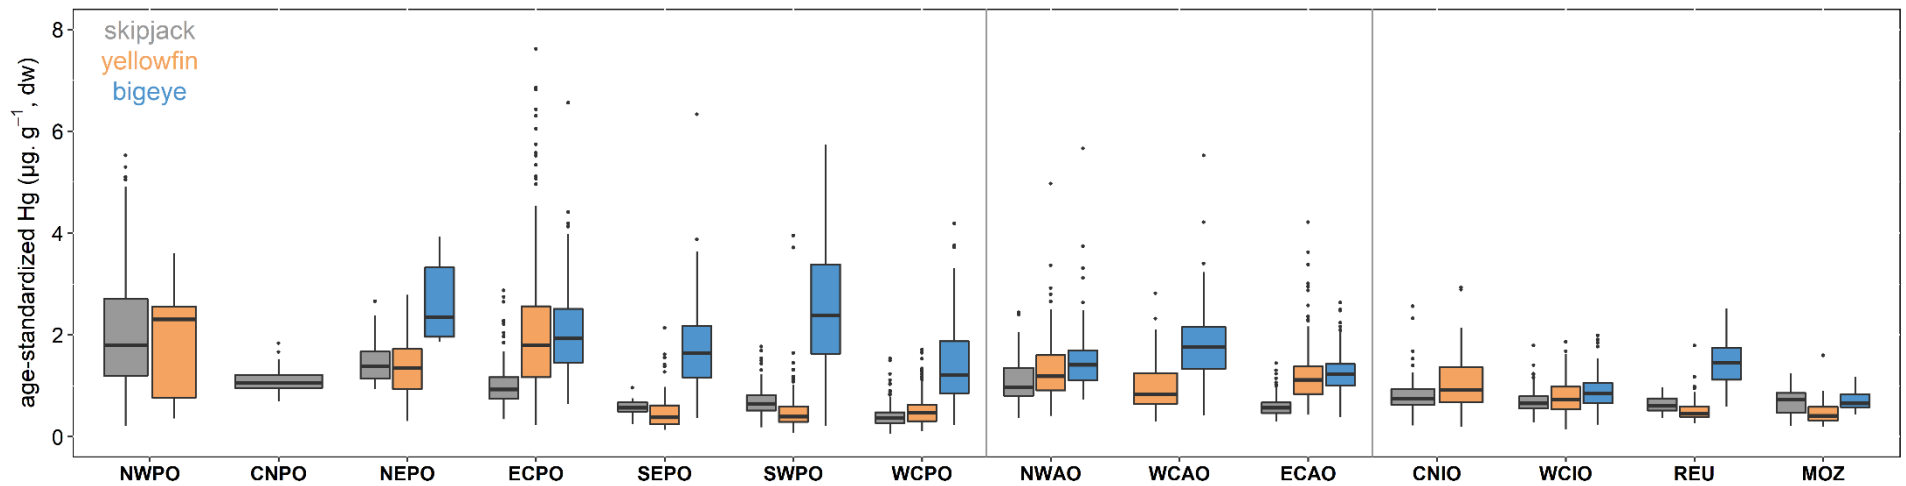 skipjack
yellowfin
bigeye
age-standardized Hg (µg. g⁻¹, dw)
8
6
4
2
0
NWPO CNPO NEPO ECPO SEPO SWPO WCPO NWAO WCAO ECAO CNIO WCIO REU MOZ